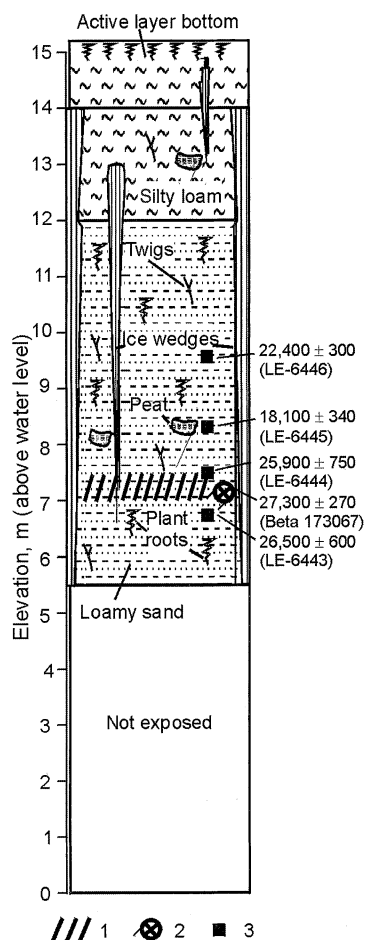 Active layer bottom
15
14
13
Silty loam
12
Twigs
11
10
Ice wedges
22,400 ± 300
(LE-6446)
9
Peat
18,100 ± 340
(LE-6445)
8
25,900 ± 750
(LE-6444)
7
27,300 ± 270
(Beta 173067)
Plant
roots
26,500 ± 600
(LE-6443)
6
Loamy sand
5
4
3
Not exposed
2
1
0
Elevation, m (above water level)
1 2 3